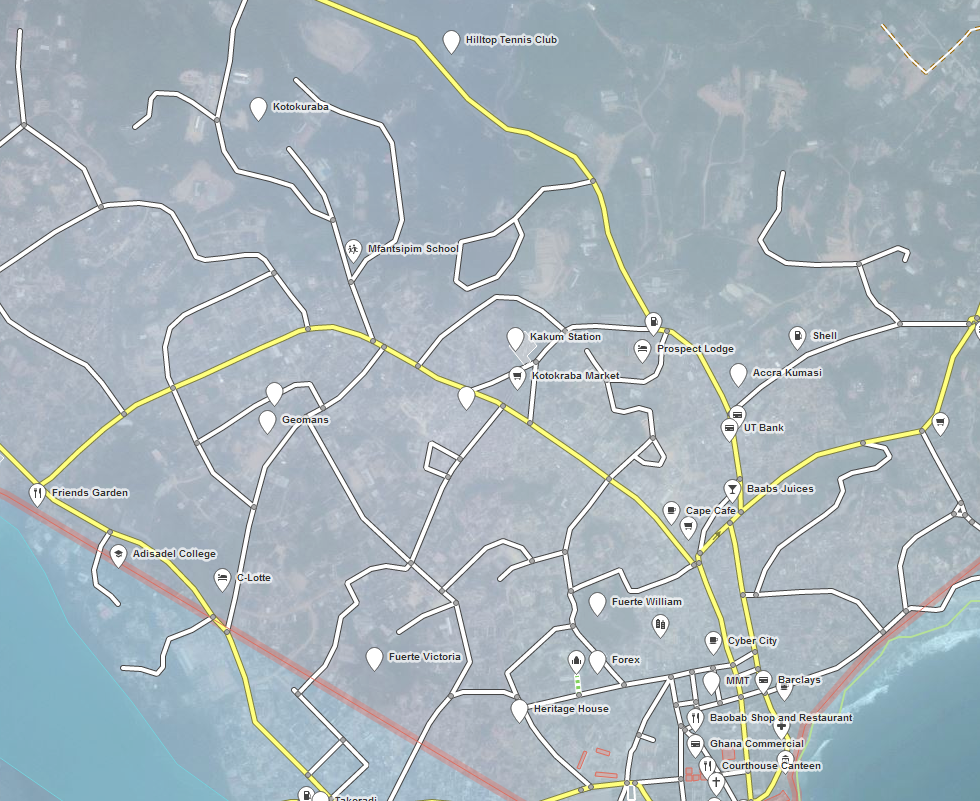 Hilltop Tennis Club
Kotokuraba
Mfantsipim School
Kakum Station
Shell
Prospect Lodge
Accra Kumasi
Kotokraba Market
Geomans
UT Bank
Friends Garden
Baabs Juices
Cape Cafe
Adisadel College
C-Lotte
Fuerte William
Cyber City
Fuerte Victoria
Forex
MMT
Barclays
Heritage House
Baobab Shop and Restaurant
Ghana Commercial
Courthouse Canteen
Takoradi